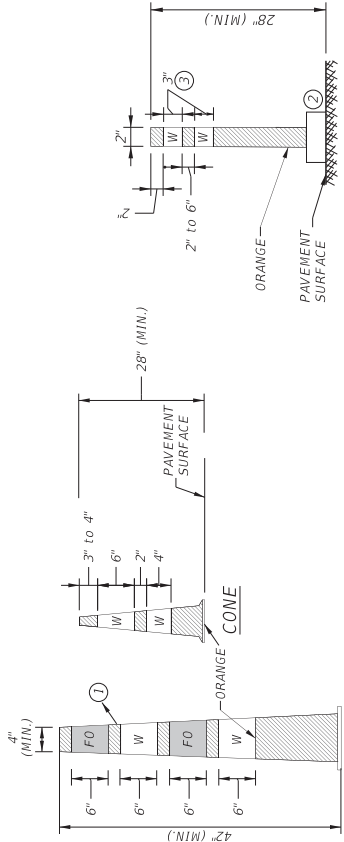 4"
(MIN.)
FO
W
FO
W
6"
6"
6"
6"
42" (MIN.)
①
ORANGE
CONE
W
W
3" to 4"
6"
2"
4"
28" (MIN.)
PAVEMENT
SURFACE
2"
2"
W
W
3"
③
2" to 6"
28" (MIN.)
②
ORANGE
PAVEMENT
SURFACE